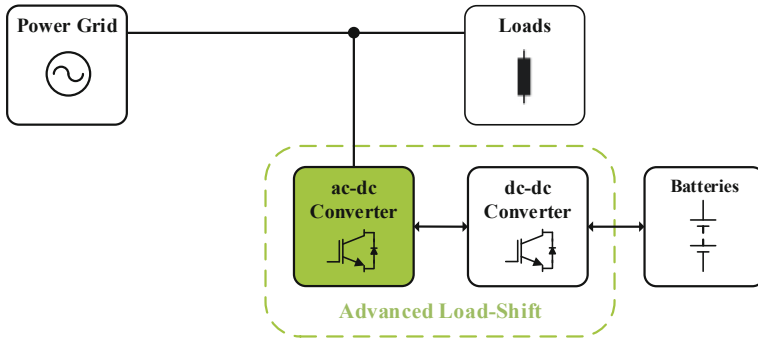 Power Grid
Loads
ac-dc
Converter
dc-dc
Converter
Batteries
Advanced Load-Shift